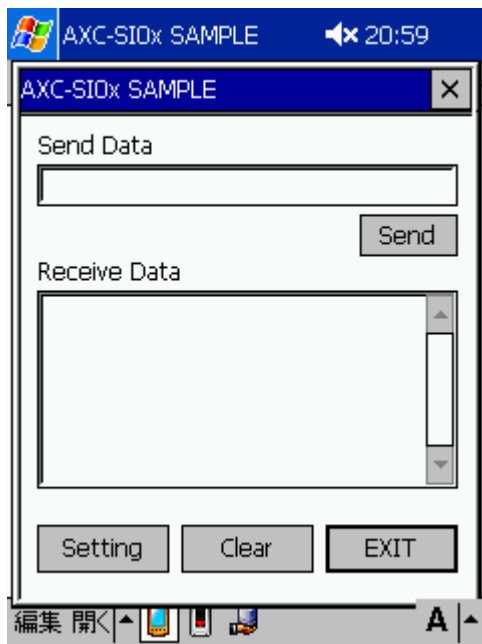 AXC-SIOx SAMPLE 20:59
AXC-SIOx SAMPLE
Send Data
Send
Receive Data
Setting Clear EXIT
編集 開く A